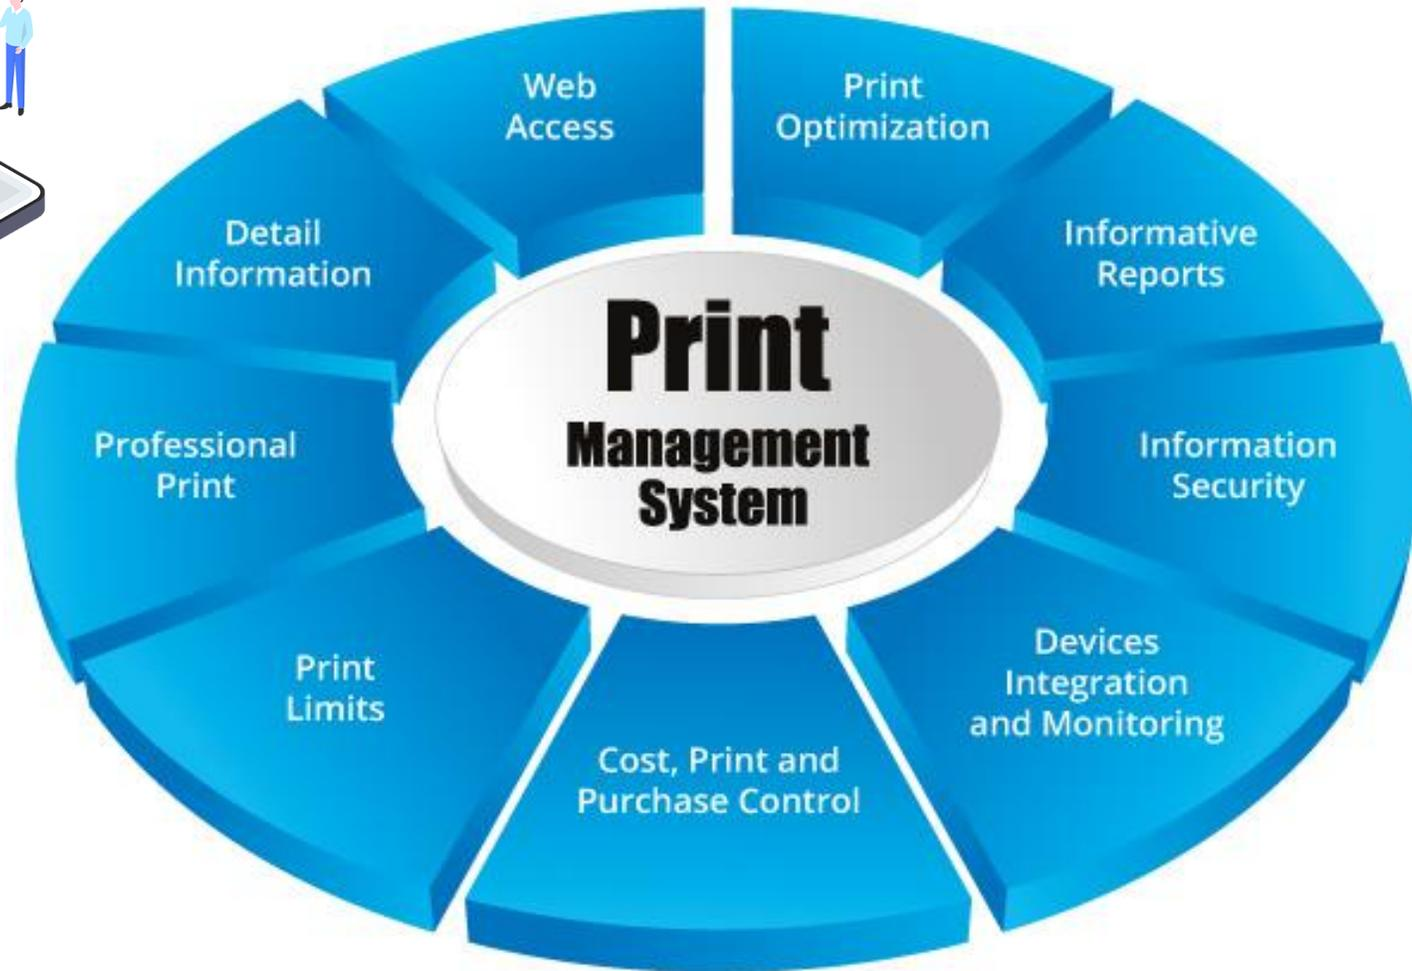 Print
Management
System
Print
Optimization
Informative
Reports
Information
Security
Devices
Integration
and Monitoring
Cost, Print and
Purchase Control
Print
Limits
Professional
Print
Detail
Information
Web
Access